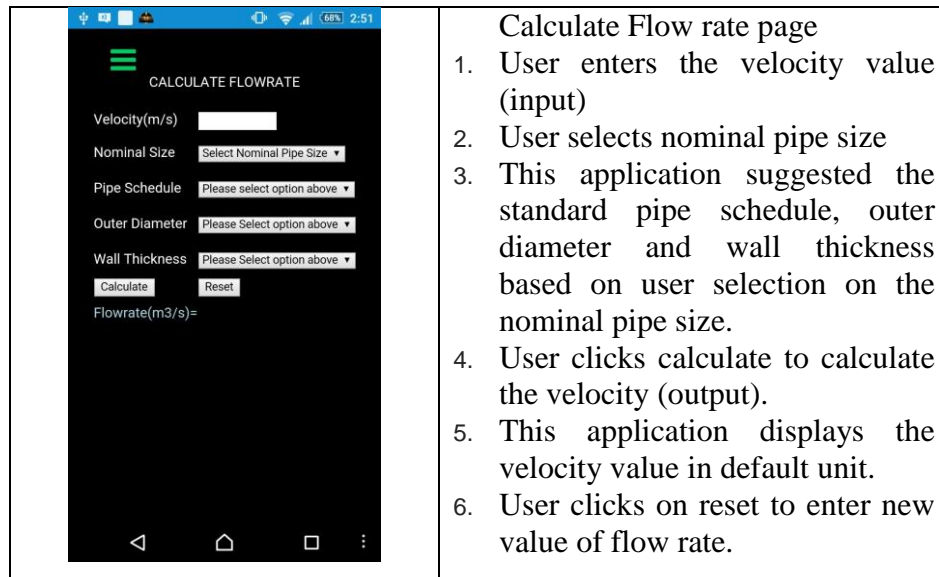 68% 2:51
CALCULATE FLOWRATE
Velocity(m/s)
Nominal Size Select Nominal Pipe Size ▼
Pipe Schedule Please select option above ▼
Outer Diameter Please Select option above ▼
Wall Thickness Please Select option above ▼
Calculate Reset
Flowrate(m3/s)=
Calculate Flow rate page
1. User enters the velocity value
(input)
2. User selects nominal pipe size
3. This application suggested the
standard pipe schedule, outer
diameter and wall thickness
based on user selection on the
nominal pipe size.
4. User clicks calculate to calculate
the velocity (output).
5. This application displays the
velocity value in default unit.
6. User clicks on reset to enter new
value of flow rate.